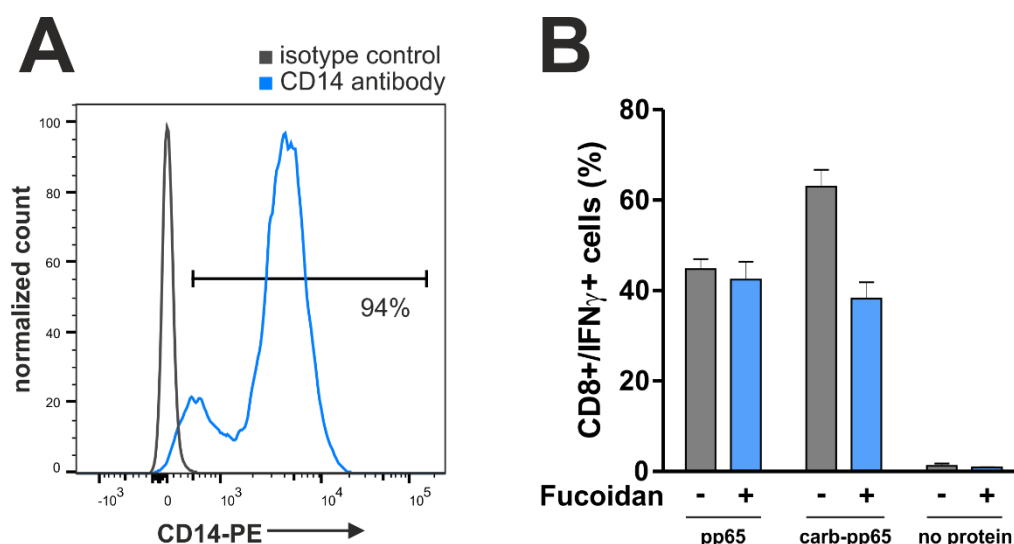 A
isotype control
CD14 antibody
normalized count
100
80
60
40
20
0
94%
-10³ 0 10³ 10⁴ 10⁵
CD14-PE
B
CD8+/IFNγ+ cells (%)
80
60
40
20
0
Fucoidan - + - + - +
pp65 carb-pp65 no protein